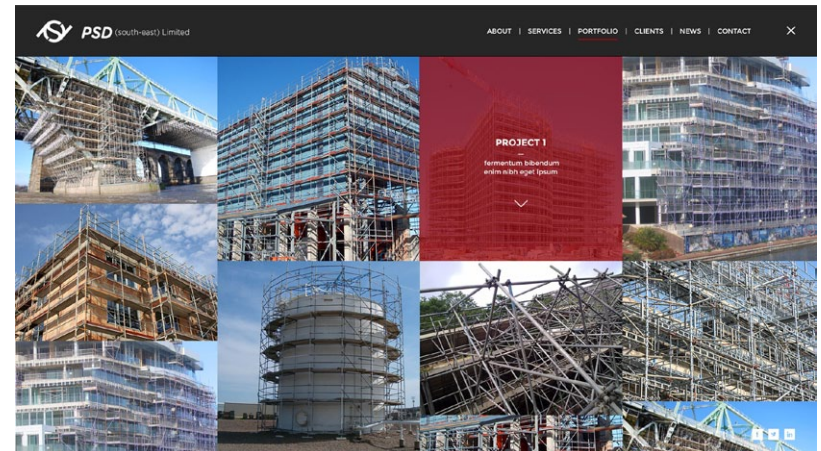 PSD (south-east) Limited
ABOUT | SERVICES | PORTFOLIO | CLIENTS | NEWS | CONTACT
PROJECT 1
fermentum bibendum
enim nibh eget ipsum